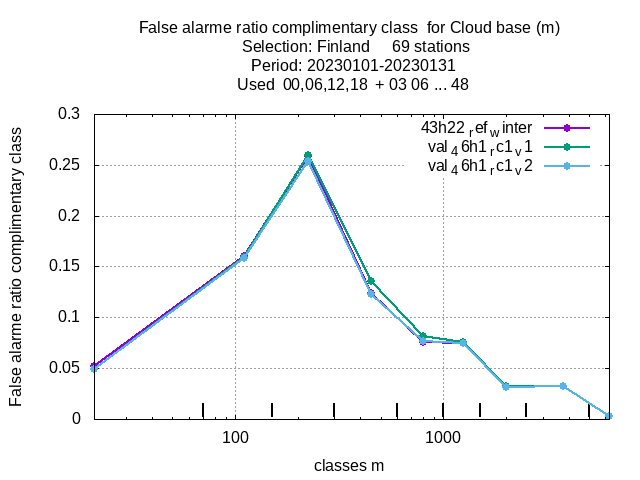 False alarme ratio complimentary class  for Cloud base (m)
Selection: Finland     69 stations
Period: 20230101-20230131
Used  00,06,12,18  + 03 06 ... 48
False alarme ratio complimentary class
0.3
0.25
0.2
0.15
0.1
0.05
0
43h22_ref_winter
val_46h1_rc1_v1
val_46h1_rc1_v2
100
1000
classes m